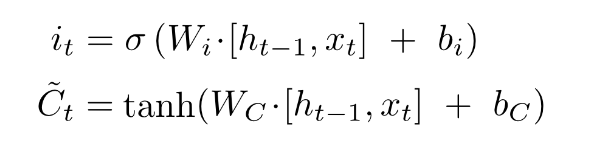 i_t = σ (W_i·[h_{t−1}, x_t] + b_i)
C̃_t = tanh(W_C·[h_{t−1}, x_t] + b_C)